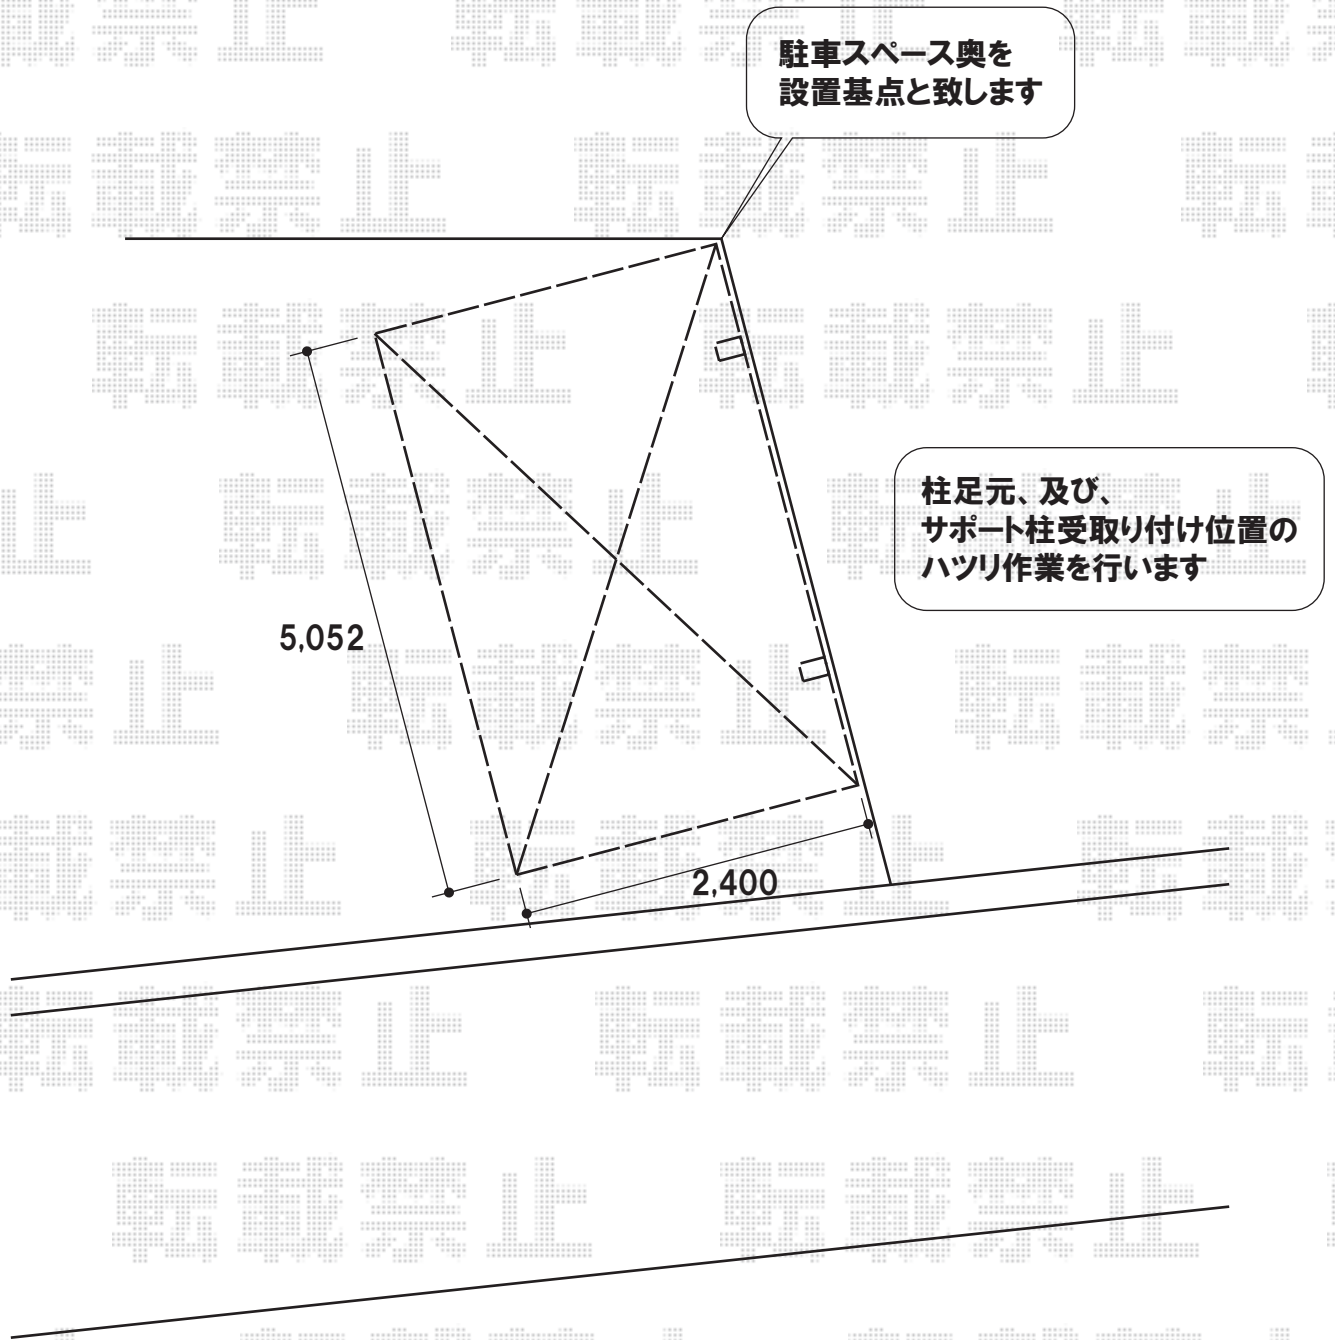 駐車スペース奥を
設置基点と致します
柱足元、及び、
サポート柱受取り付け位置の
ハツリ作業を行います
5,052
2,400
転載禁止